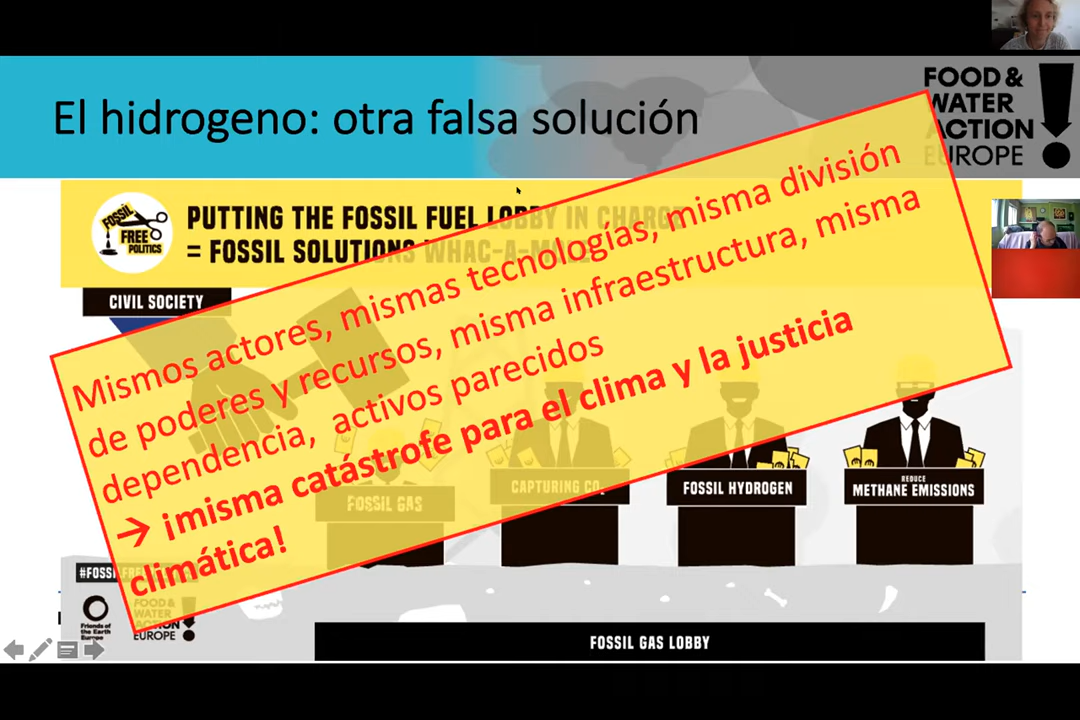 El hidrogeno: otra falsa solución
FOOD &
WATER
ACTION
EUROPE
FOSSIL
FREE
POLITICS
PUTTING THE FOSSIL FUEL LOBBY IN CHARGE
= FOSSIL SOLUTIONS WHAC-A-MOLE
CIVIL SOCIETY
Mismos actores, mismas tecnologías, misma división
de poderes y recursos, misma infraestructura, misma
dependencia, activos parecidos
→ ¡misma catástrofe para el clima y la justicia
climática!
FOSSIL GAS
CAPTURING CO₂
FOSSIL HYDROGEN
REDUCE
METHANE EMISSIONS
Friends of
the Earth
Europe
FOOD &
WATER
ACTION
EUROPE
FOSSIL GAS LOBBY